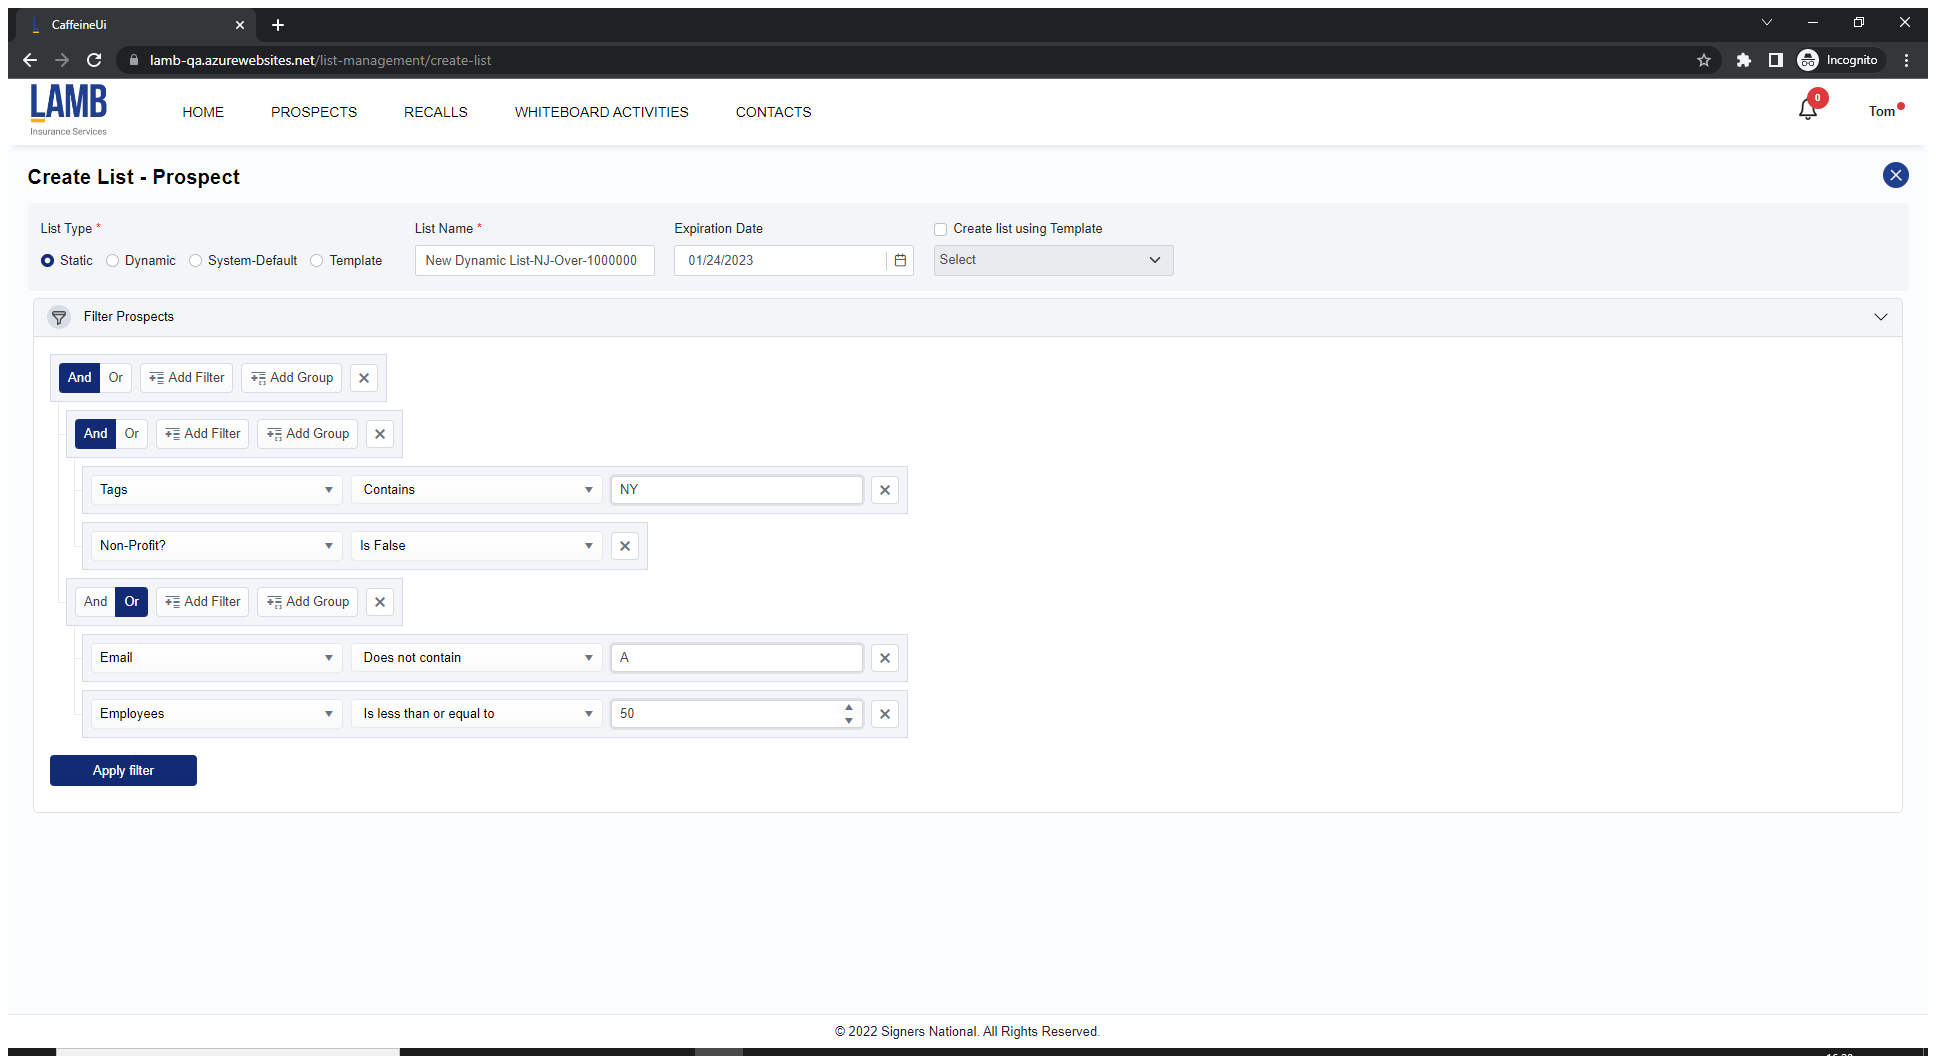 CaffeineUi
lamb-qa.azurewebsites.net/list-management/create-list
Incognito
LAMB
Insurance Services
HOME PROSPECTS RECALLS WHITEBOARD ACTIVITIES CONTACTS
0
Tom
Create List - Prospect
List Type * List Name * Expiration Date Create list using Template
Static Dynamic System-Default Template New Dynamic List-NJ-Over-1000000 01/24/2023 Select
Filter Prospects
And Or Add Filter Add Group
And Or Add Filter Add Group
Tags Contains NY
Non-Profit? Is False
And Or Add Filter Add Group
Email Does not contain A
Employees Is less than or equal to 50
Apply filter
© 2022 Signers National. All Rights Reserved.